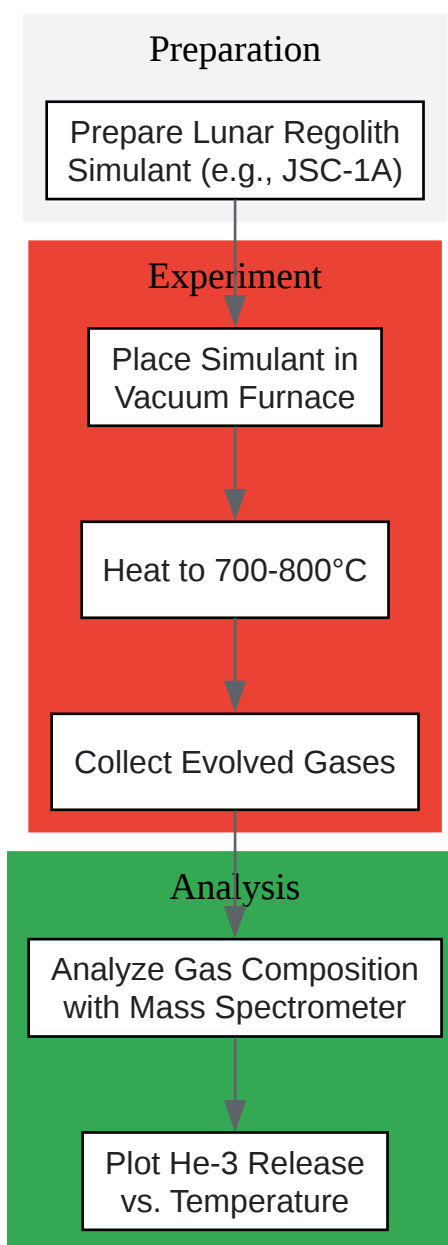 Preparation
Prepare Lunar Regolith
Simulant (e.g., JSC-1A)
Experiment
Place Simulant in
Vacuum Furnace
Heat to 700-800°C
Collect Evolved Gases
Analysis
Analyze Gas Composition
with Mass Spectrometer
Plot He-3 Release
vs. Temperature